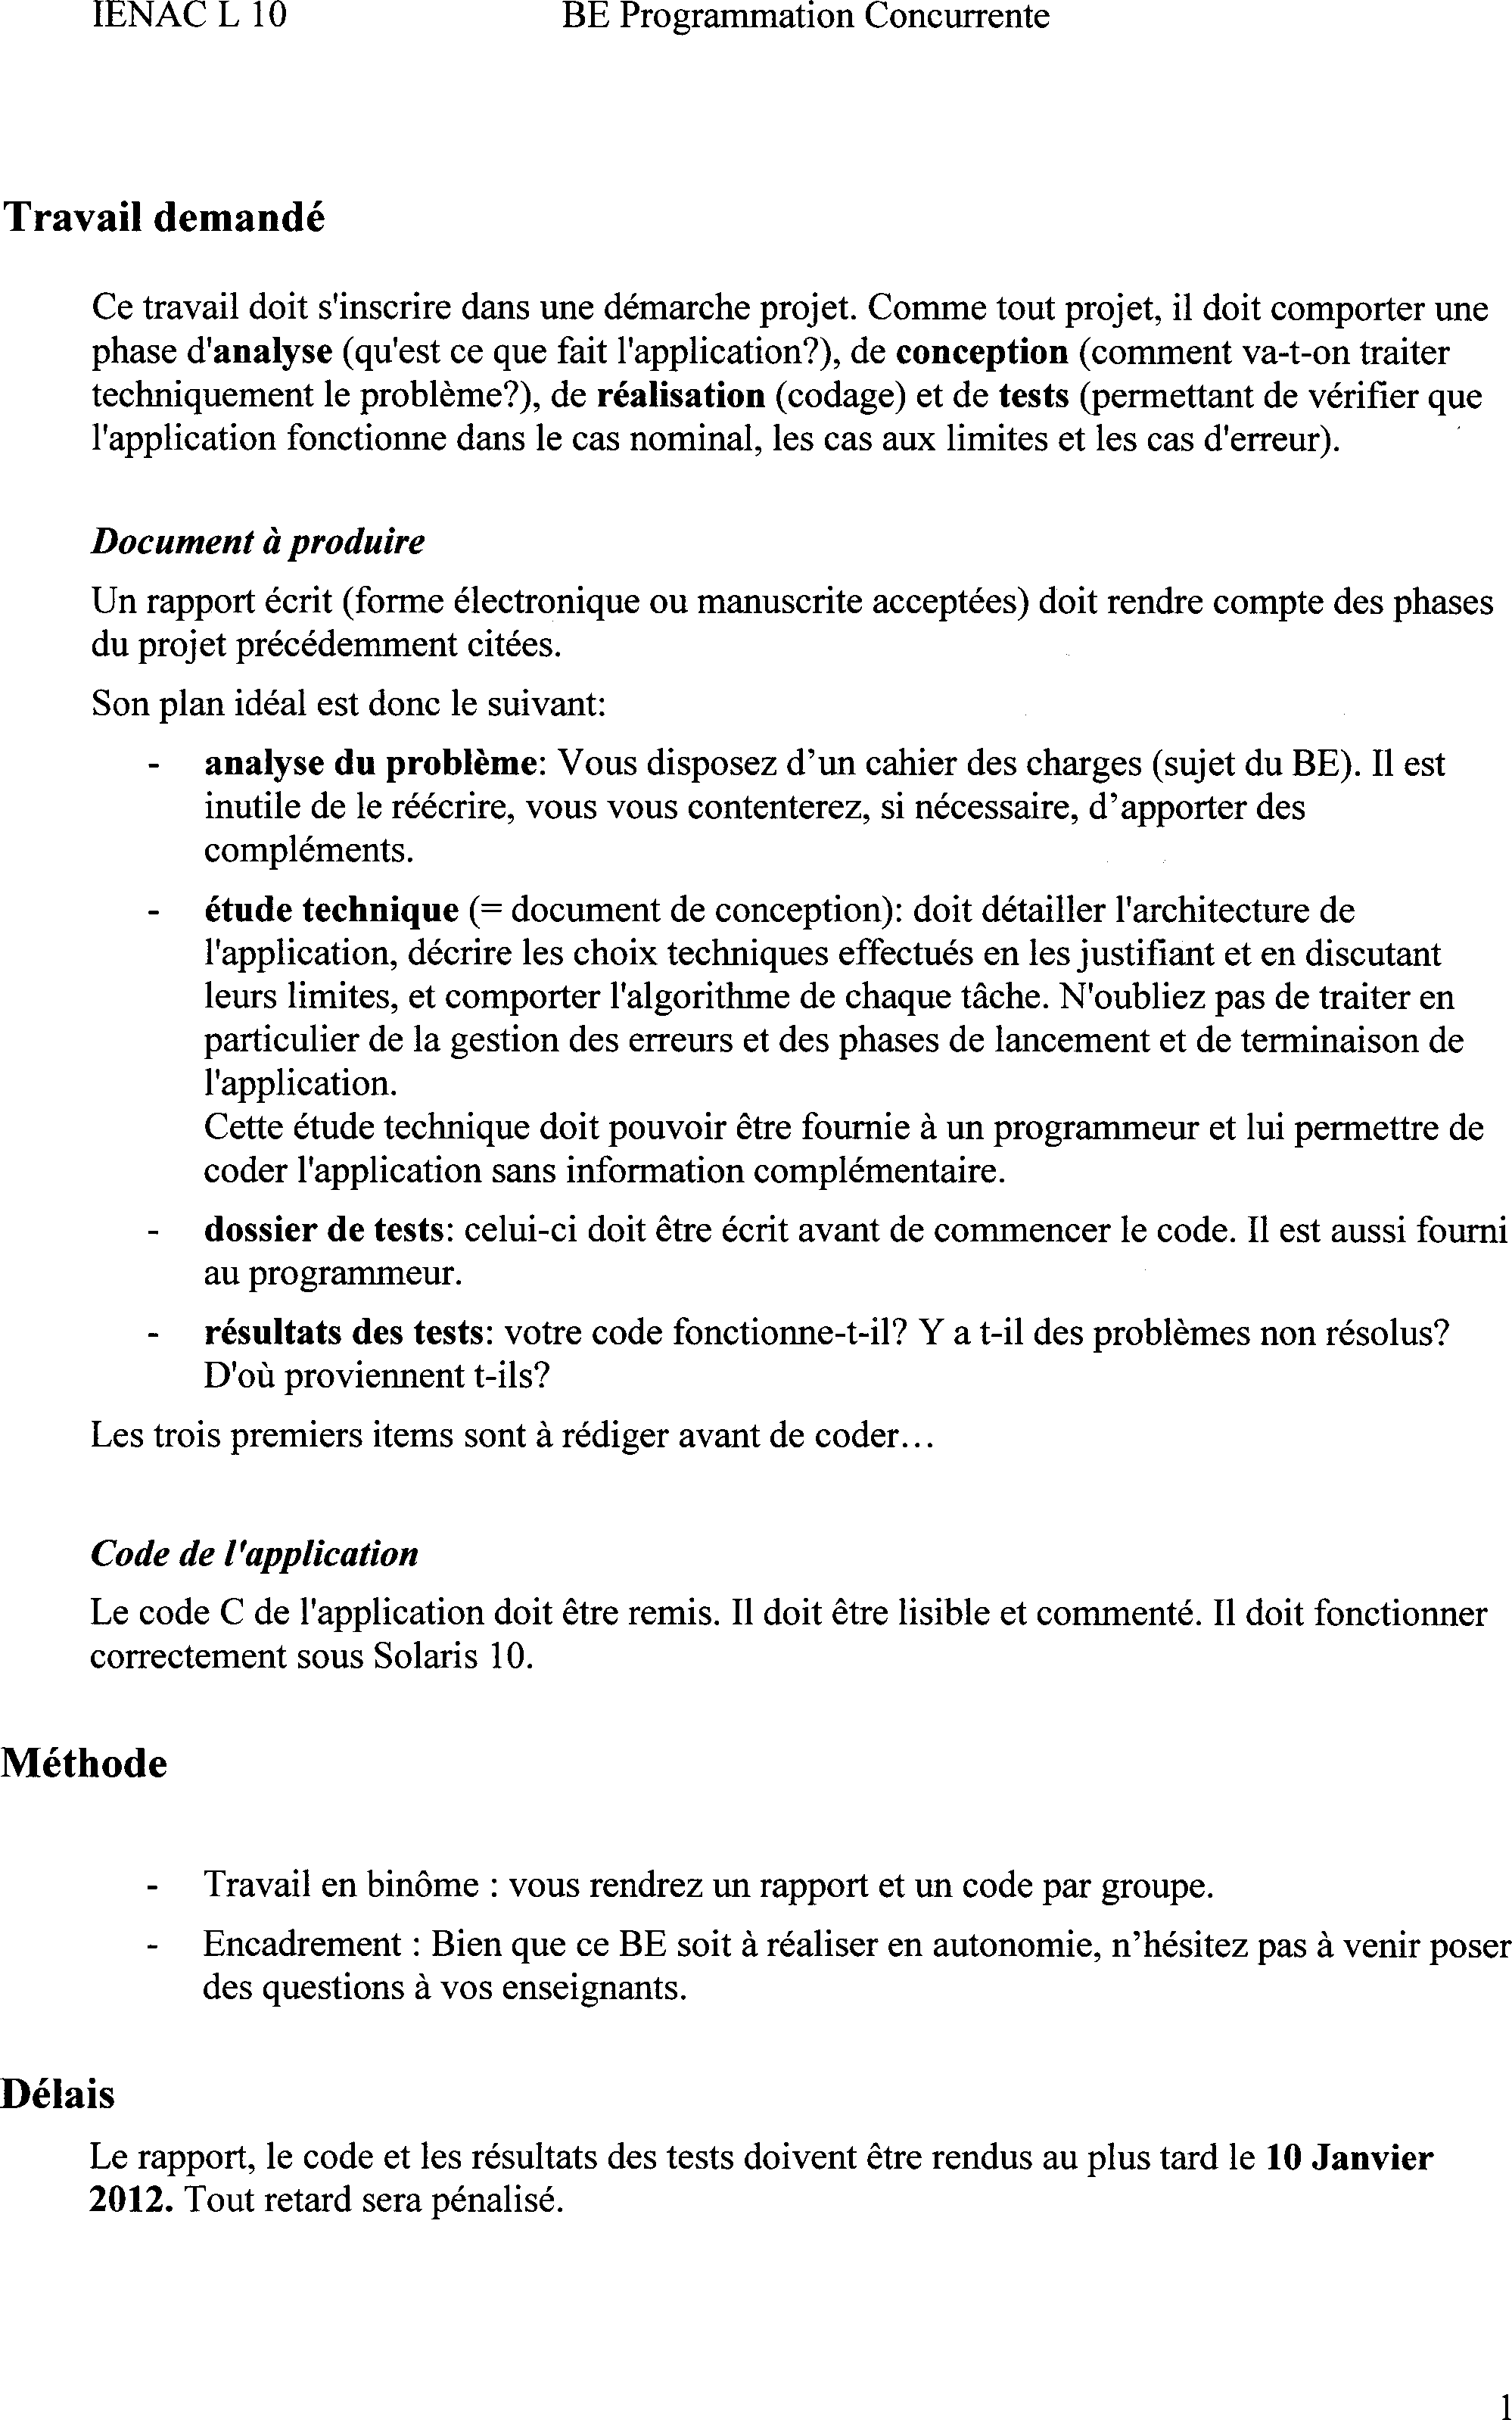 IENAC L 10 BE Programmation Concurrente
Travail demandé
Ce travail doit s'inscrire dans une démarche projet. Comme tout projet, il doit comporter une
phase d'analyse (qu'est ce que fait l'application?), de conception (comment va-t-on traiter
techniquement le problème?), de réalisation (codage) et de tests (permettant de vérifier que
l'application fonctionne dans le cas nominal, les cas aux limites et les cas d'erreur).
Document à produire
Un rapport écrit (forme électronique ou manuscrite acceptées) doit rendre compte des phases
du projet précédemment citées.
Son plan idéal est donc le suivant:
- analyse du problème: Vous disposez d'un cahier des charges (sujet du BE). Il est
inutile de le réécrire, vous vous contenterez, si nécessaire, d'apporter des
compléments.
- étude technique (= document de conception): doit détailler l'architecture de
l'application, décrire les choix techniques effectués en les justifiant et en discutant
leurs limites, et comporter l'algorithme de chaque tâche. N'oubliez pas de traiter en
particulier de la gestion des erreurs et des phases de lancement et de terminaison de
l'application.
Cette étude technique doit pouvoir être fournie à un programmeur et lui permettre de
coder l'application sans information complémentaire.
- dossier de tests: celui-ci doit être écrit avant de commencer le code. Il est aussi fourni
au programmeur.
- résultats des tests: votre code fonctionne-t-il? Y a t-il des problèmes non résolus?
D'où proviennent t-ils?
Les trois premiers items sont à rédiger avant de coder...
Code de l'application
Le code C de l'application doit être remis. Il doit être lisible et commenté. Il doit fonctionner
correctement sous Solaris 10.
Méthode
- Travail en binôme : vous rendrez un rapport et un code par groupe.
- Encadrement : Bien que ce BE soit à réaliser en autonomie, n'hésitez pas à venir poser
des questions à vos enseignants.
Délais
Le rapport, le code et les résultats des tests doivent être rendus au plus tard le 10 Janvier
2012. Tout retard sera pénalisé.
1